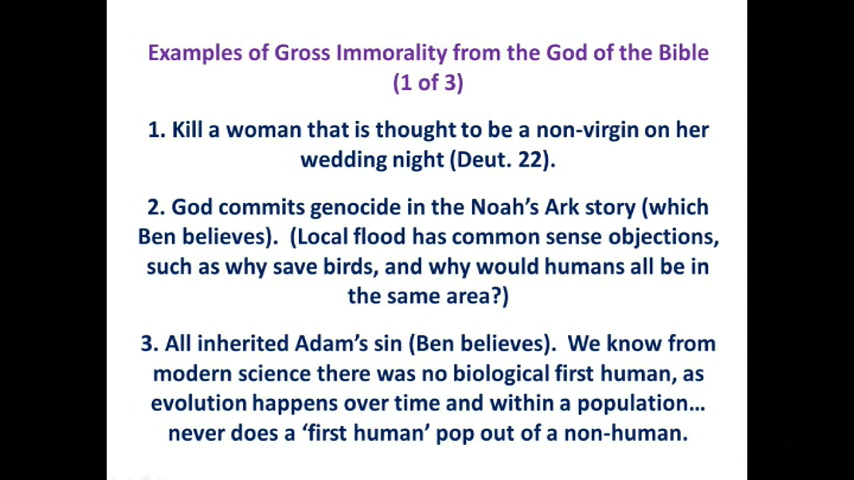 Examples of Gross Immorality from the God of the Bible
(1 of 3)
1. Kill a woman that is thought to be a non-virgin on her
wedding night (Deut. 22).
2. God commits genocide in the Noah’s Ark story (which
Ben believes).  (Local flood has common sense objections,
such as why save birds, and why would humans all be in
the same area?)
3. All inherited Adam’s sin (Ben believes).  We know from
modern science there was no biological first human, as
evolution happens over time and within a population…
never does a ‘first human’ pop out of a non-human.